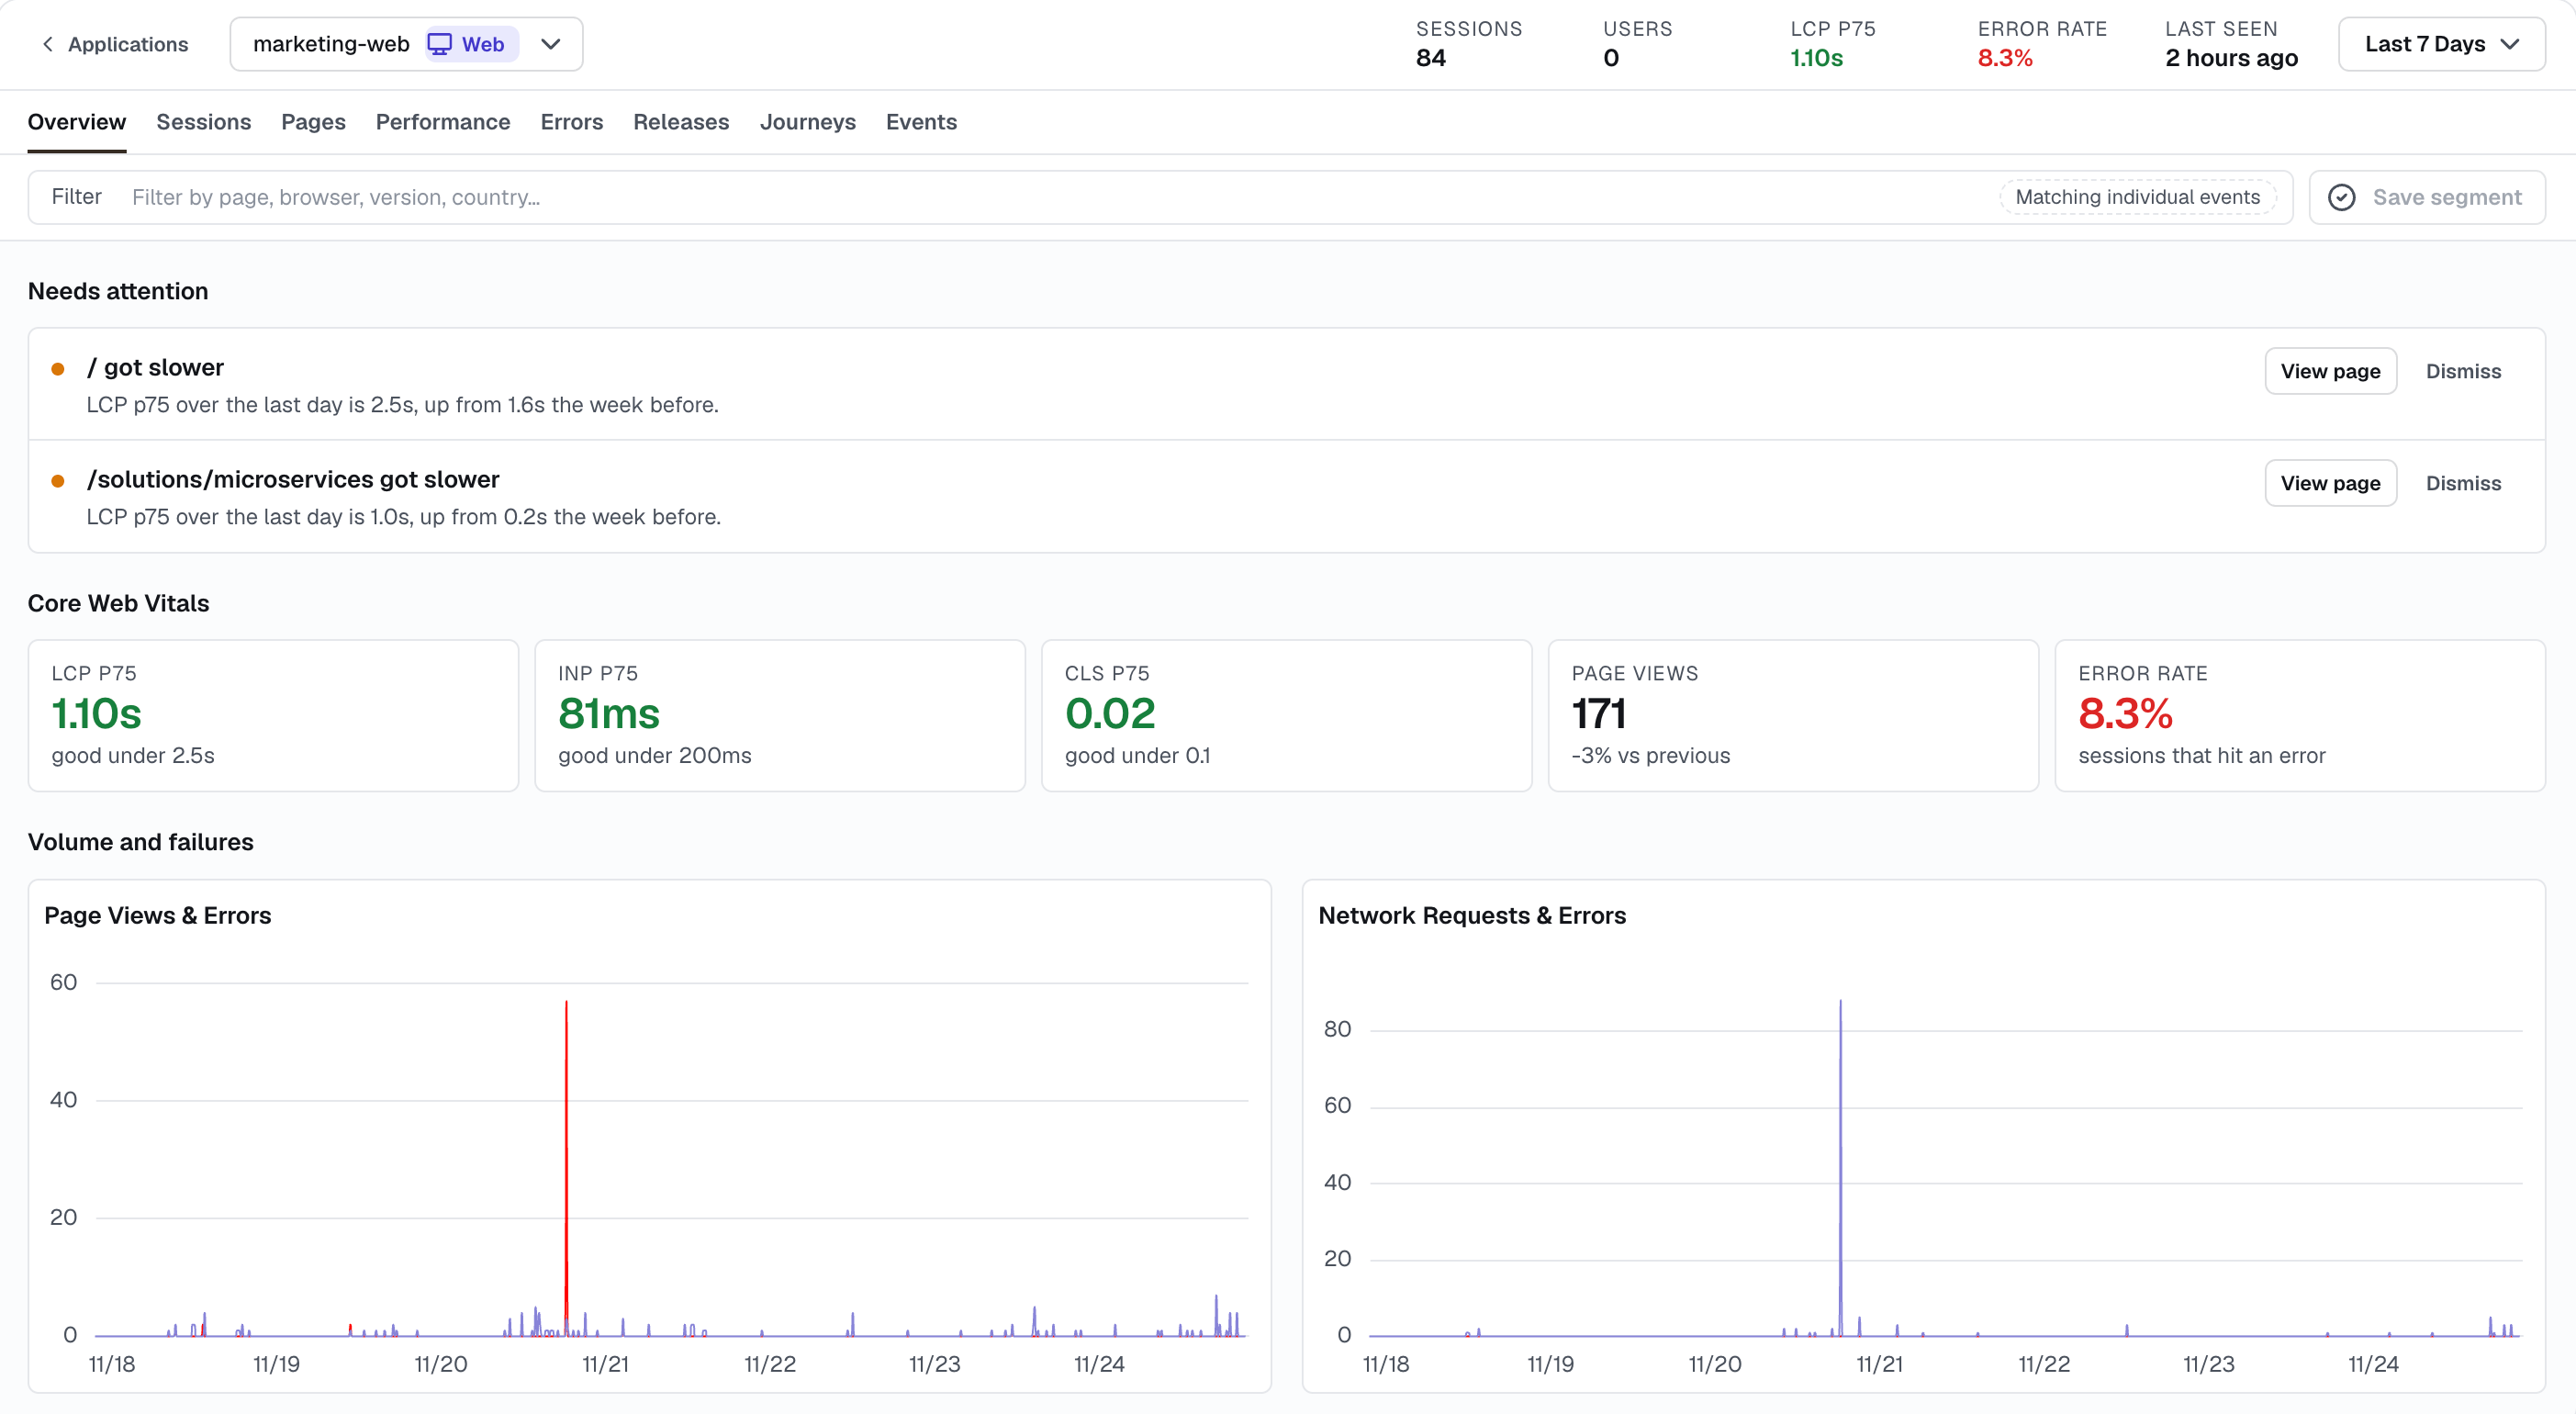 Applications
marketing-web Web
SESSIONS
84
USERS
0
LCP P75
1.10s
ERROR RATE
8.3%
LAST SEEN
2 hours ago
Last 7 Days
Overview Sessions Pages Performance Errors Releases Journeys Events
Filter Filter by page, browser, version, country... Matching individual events Save segment
Needs attention
/ got slower
LCP p75 over the last day is 2.5s, up from 1.6s the week before.
View page Dismiss
/solutions/microservices got slower
LCP p75 over the last day is 1.0s, up from 0.2s the week before.
View page Dismiss
Core Web Vitals
LCP P75
1.10s
good under 2.5s
INP P75
81ms
good under 200ms
CLS P75
0.02
good under 0.1
PAGE VIEWS
171
-3% vs previous
ERROR RATE
8.3%
sessions that hit an error
Volume and failures
Page Views & Errors
60
40
20
0
11/18 11/19 11/20 11/21 11/22 11/23 11/24
Network Requests & Errors
80
60
40
20
0
11/18 11/19 11/20 11/21 11/22 11/23 11/24